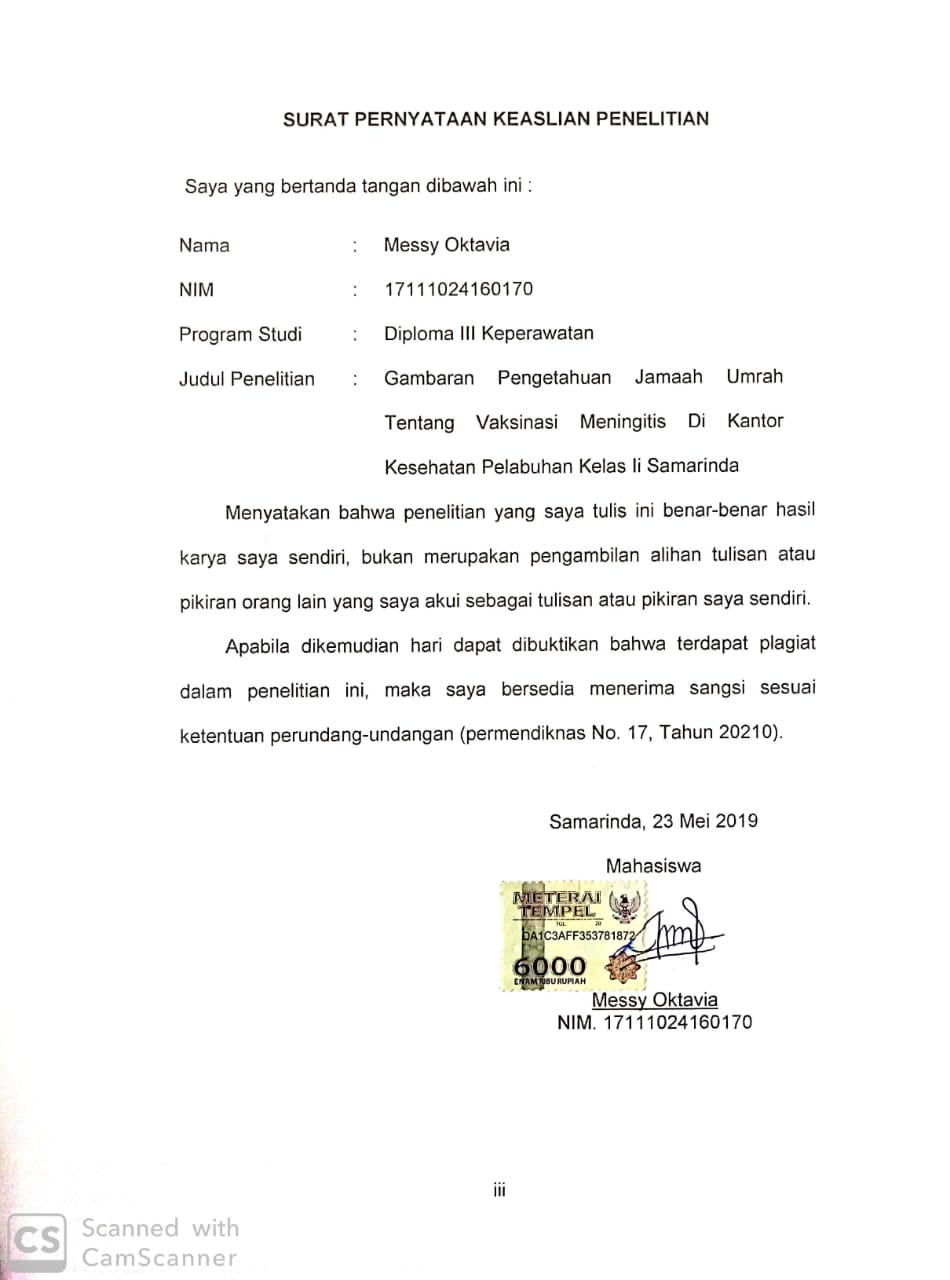 SURAT PERNYATAAN KEASLIAN PENELITIAN
Saya yang bertanda tangan dibawah ini :
Nama : Messy Oktavia
NIM : 17111024160170
Program Studi : Diploma III Keperawatan
Judul Penelitian : Gambaran Pengetahuan Jamaah Umrah
Tentang Vaksinasi Meningitis Di Kantor
Kesehatan Pelabuhan Kelas Ii Samarinda
Menyatakan bahwa penelitian yang saya tulis ini benar-benar hasil
karya saya sendiri, bukan merupakan pengambilan alihan tulisan atau
pikiran orang lain yang saya akui sebagai tulisan atau pikiran saya sendiri.
Apabila dikemudian hari dapat dibuktikan bahwa terdapat plagiat
dalam penelitian ini, maka saya bersedia menerima sangsi sesuai
ketentuan perundang-undangan (permendiknas No. 17, Tahun 20210).
Samarinda, 23 Mei 2019
Mahasiswa
METERAI
TEMPEL
TGL 20
DA1C3AFF353781872
6000
ENAM RIBU RUPIAH
Messy Oktavia
NIM. 17111024160170
iii
CS Scanned with
CamScanner